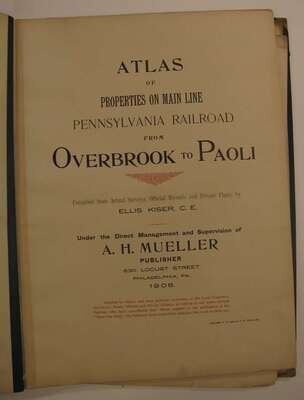 ATLAS
OF
PROPERTIES ON MAIN LINE
PENNSYLVANIA RAILROAD
FROM
OVERBROOK TO PAOLI
Compiled from Actual Surveys, Official Records and Private Plans, by
ELLIS KISER, C. E.
Under the Direct Management and Supervision of
A. H. MUELLER
PUBLISHER
530 LOCUST STREET
PHILADELPHIA, PA.
1908.